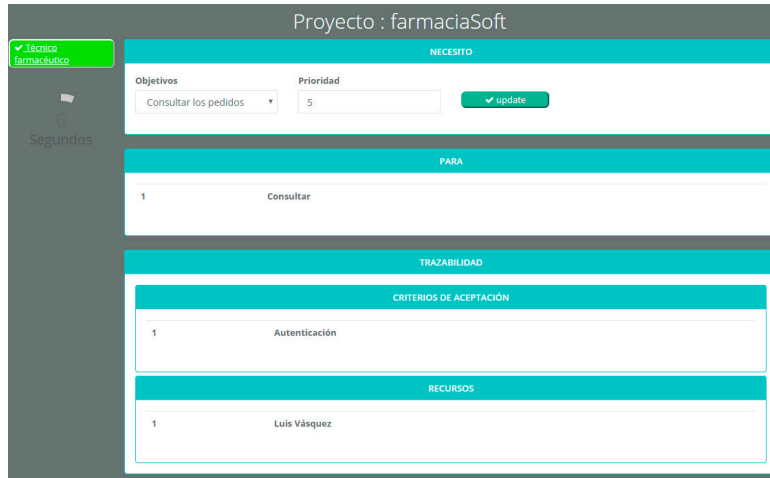 Proyecto : farmaciaSoft
✔ Técnico
farmacéutico
6
Segundos
NECESITO
Objetivos
Prioridad
Consultar los pedidos
5
✔ update
PARA
1 Consultar
TRAZABILIDAD
CRITERIOS DE ACEPTACIÓN
1 Autenticación
RECURSOS
1 Luis Vásquez